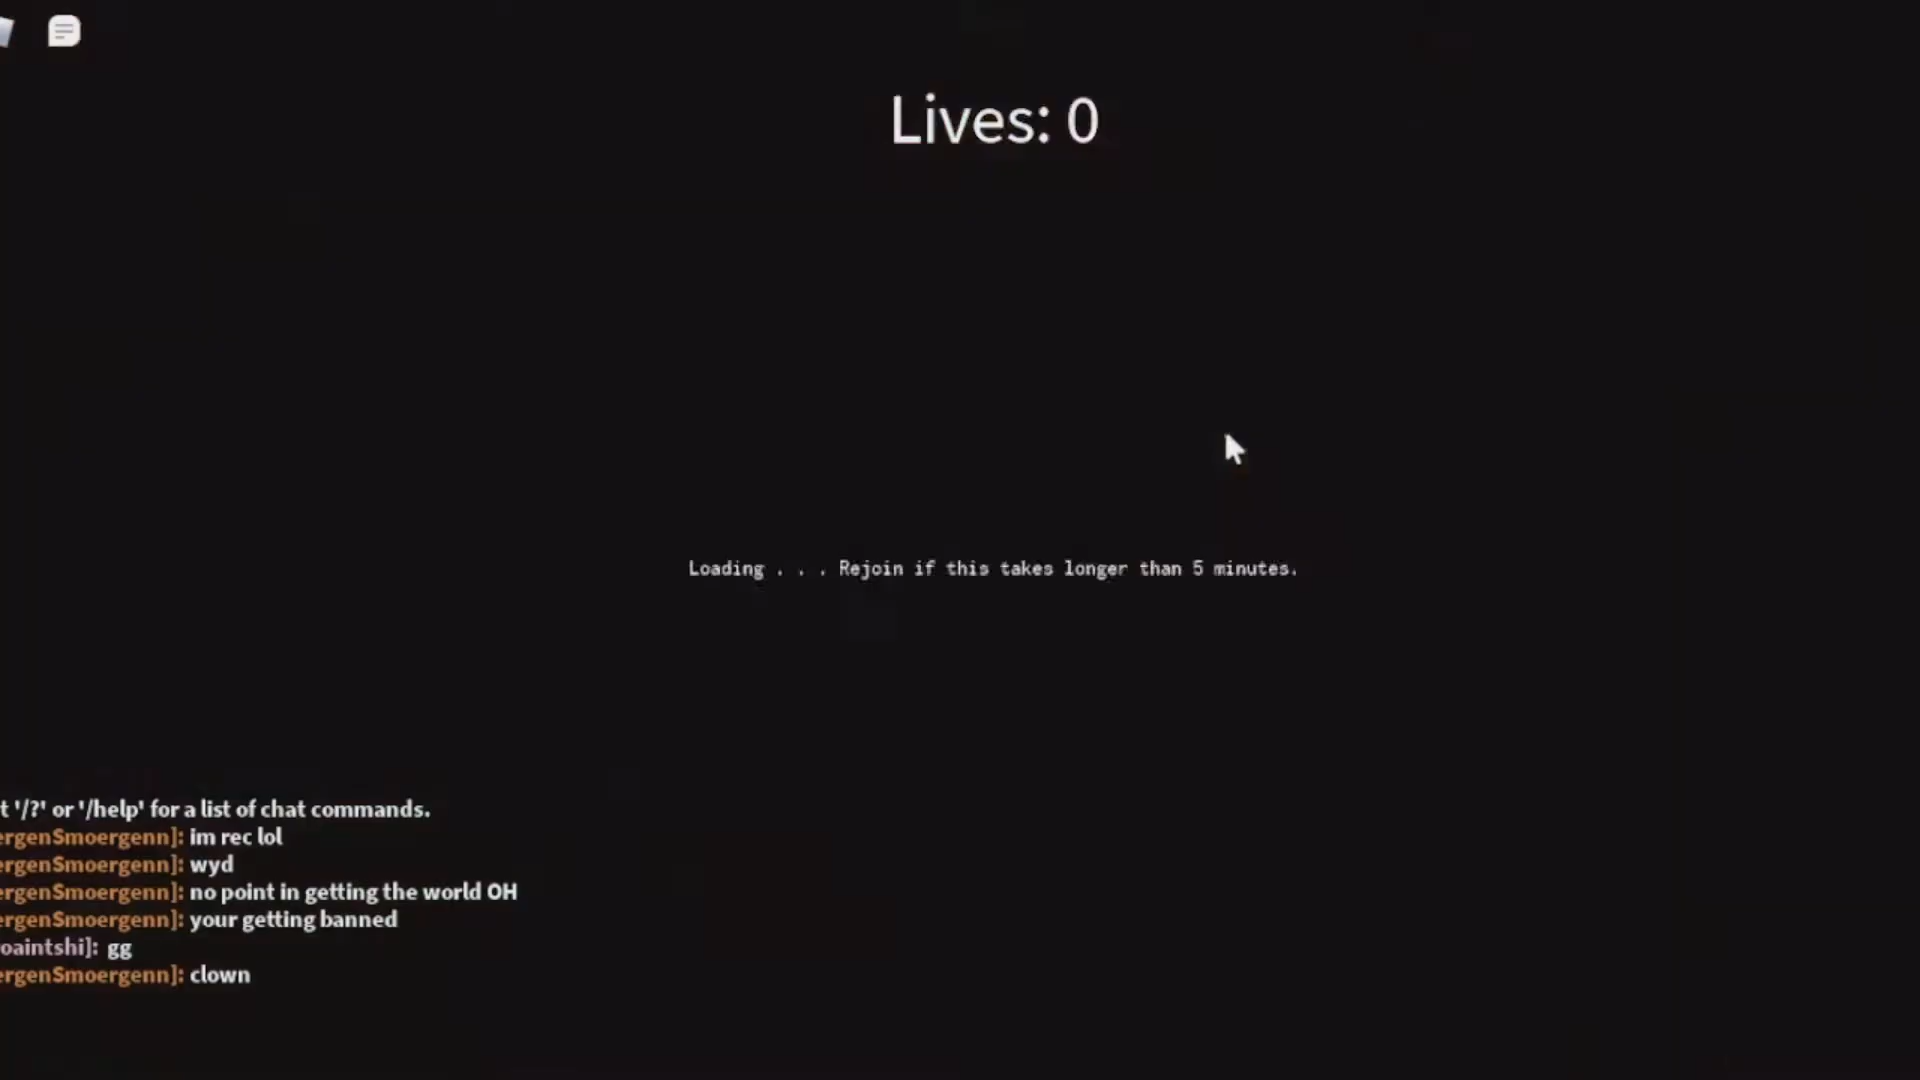 Lives: 0
Loading . . . Rejoin if this takes longer than 5 minutes.
t '/?' or '/help' for a list of chat commands.
ergenSmoergenn]: im rec lol
ergenSmoergenn]: wyd
ergenSmoergenn]: no point in getting the world OH
ergenSmoergenn]: your getting banned
oaintshi]: gg
ergenSmoergenn]: clown